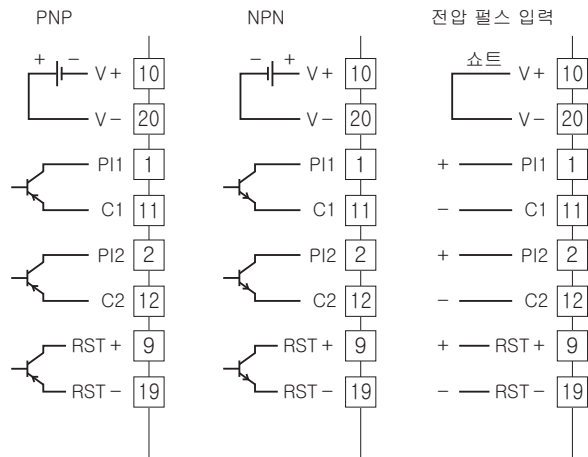 PNP
+ − V+ 10
V− 20
PI1 1
C1 11
PI2 2
C2 12
RST+ 9
RST− 19
NPN
− + V+ 10
V− 20
PI1 1
C1 11
PI2 2
C2 12
RST+ 9
RST− 19
전압 펄스 입력
쇼트 V+ 10
V− 20
+ PI1 1
− C1 11
+ PI2 2
− C2 12
+ RST+ 9
− RST− 19